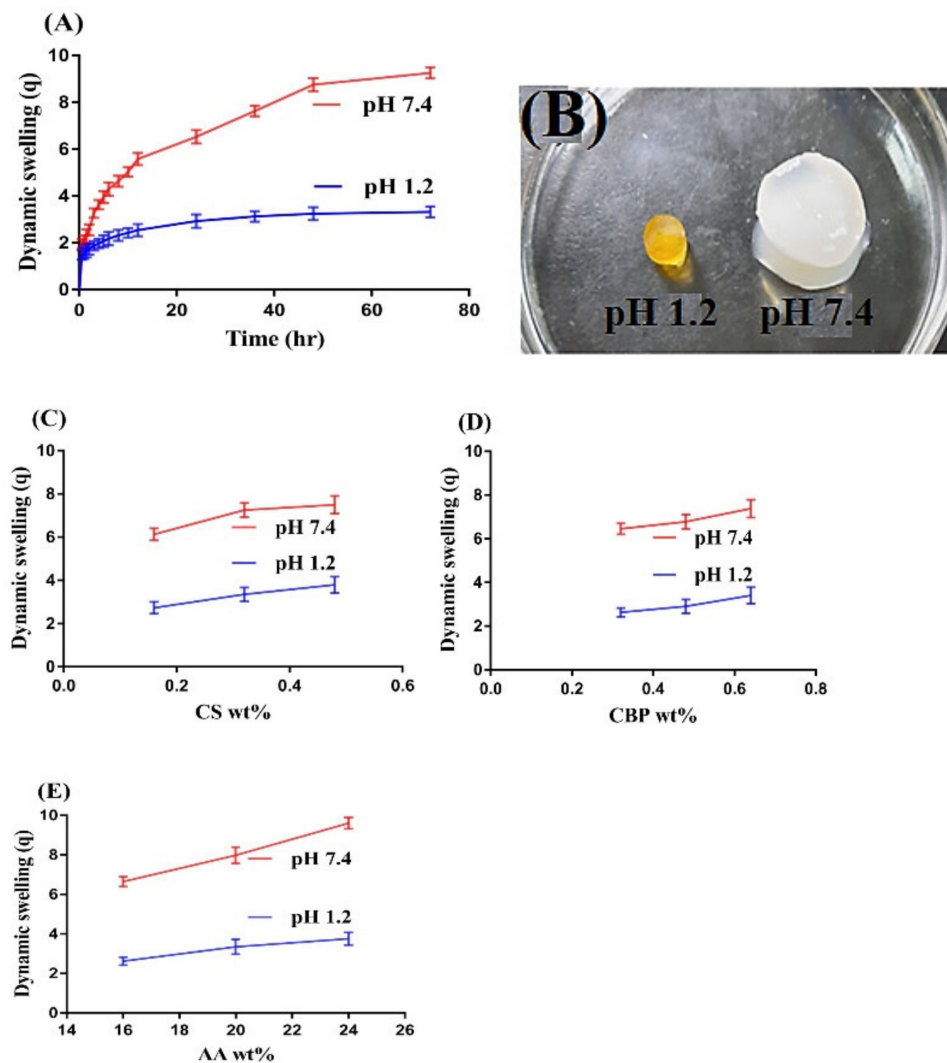 (A)
10
8
6
4
2
0
Dynamic swelling (q)
pH 7.4
pH 1.2
0 20 40 60 80
Time (hr)
(B)
pH 1.2 pH 7.4
(C)
10
8
6
4
2
0
Dynamic swelling (q)
pH 7.4
pH 1.2
0.0 0.2 0.4 0.6
CS wt%
(D)
10
8
6
4
2
0
Dynamic swelling (q)
pH 7.4
pH 1.2
0.0 0.2 0.4 0.6 0.8
CBP wt%
(E)
10
8
6
4
2
0
Dynamic swelling (q)
pH 7.4
pH 1.2
14 16 18 20 22 24 26
AA wt%